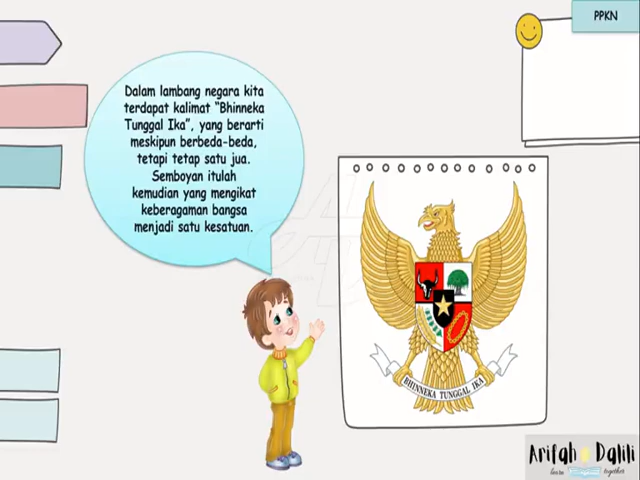 PPKN
Dalam lambang negara kita
terdapat kalimat “Bhinneka
Tunggal Ika”, yang berarti
meskipun berbeda-beda,
tetapi tetap satu jua.
Semboyan itulah
kemudian yang mengikat
keberagaman bangsa
menjadi satu kesatuan.
BHINNEKA TUNGGAL IKA
Arifah Dalili
learn together